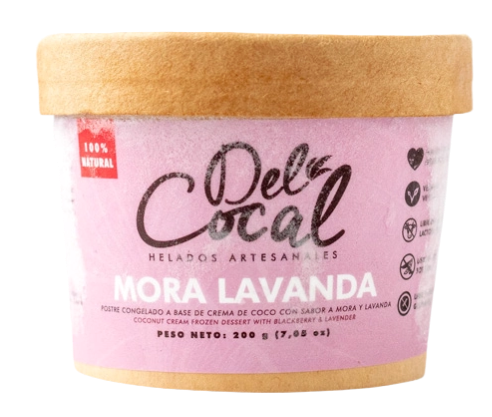 100%
NATURAL
Del
Cocal
HELADOS ARTESANALES
MORA LAVANDA
POSTRE CONGELADO A BASE DE CREMA DE COCO CON SABOR A MORA Y LAVANDA
COCONUT CREAM FROZEN DESSERT WITH BLACKBERRY & LAVENDER
PESO NETO: 200 g (7,05 oz)